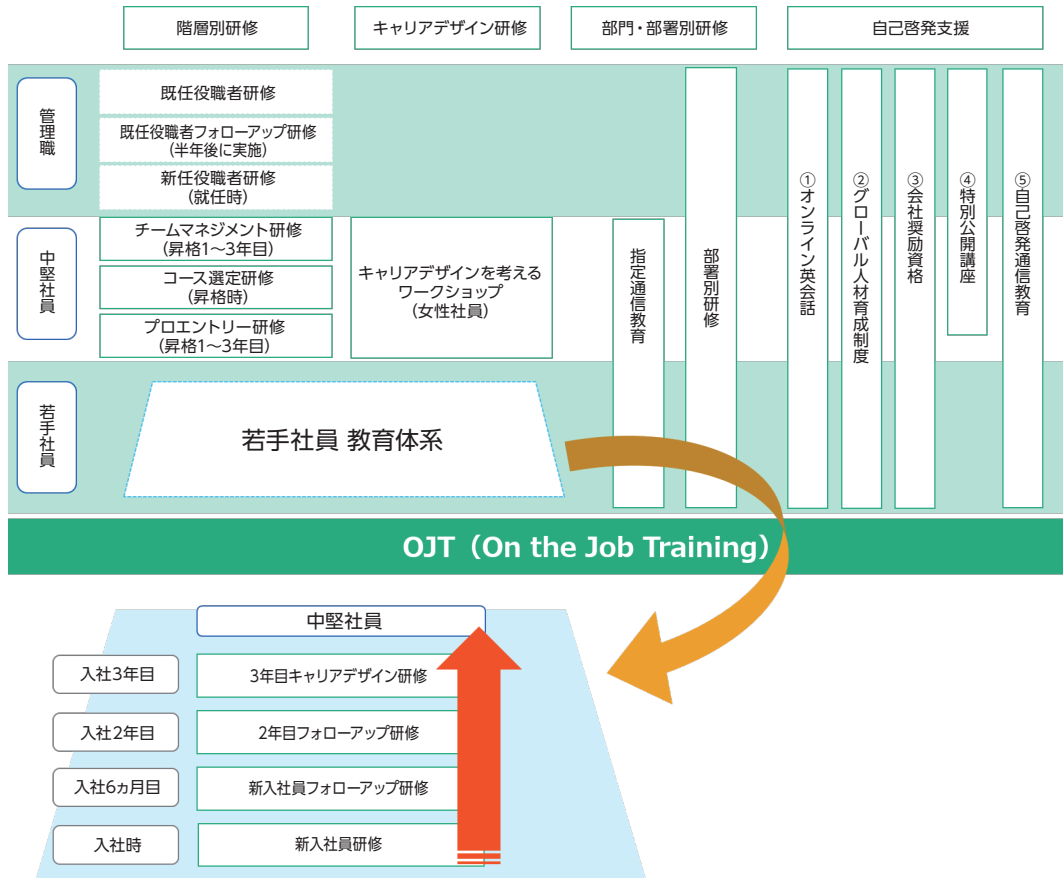 階層別研修
キャリアデザイン研修
部門・部署別研修
自己啓発支援
管理職
既任役職者研修
既任役職者フォローアップ研修
(半年後に実施)
新任役職者研修
(就任時)
中堅社員
チームマネジメント研修
(昇格1～3年目)
コース選定研修
(昇格時)
プロエントリー研修
(昇格1～3年目)
キャリアデザインを考える
ワークショップ
(女性社員)
指定通信教育
部署別研修
①オンライン英会話
②グローバル人材育成制度
③会社奨励資格
④特別公開講座
⑤自己啓発通信教育
若手社員
若手社員 教育体系
OJT（On the Job Training）
中堅社員
入社3年目
3年目キャリアデザイン研修
入社2年目
2年目フォローアップ研修
入社6ヵ月目
新入社員フォローアップ研修
入社時
新入社員研修